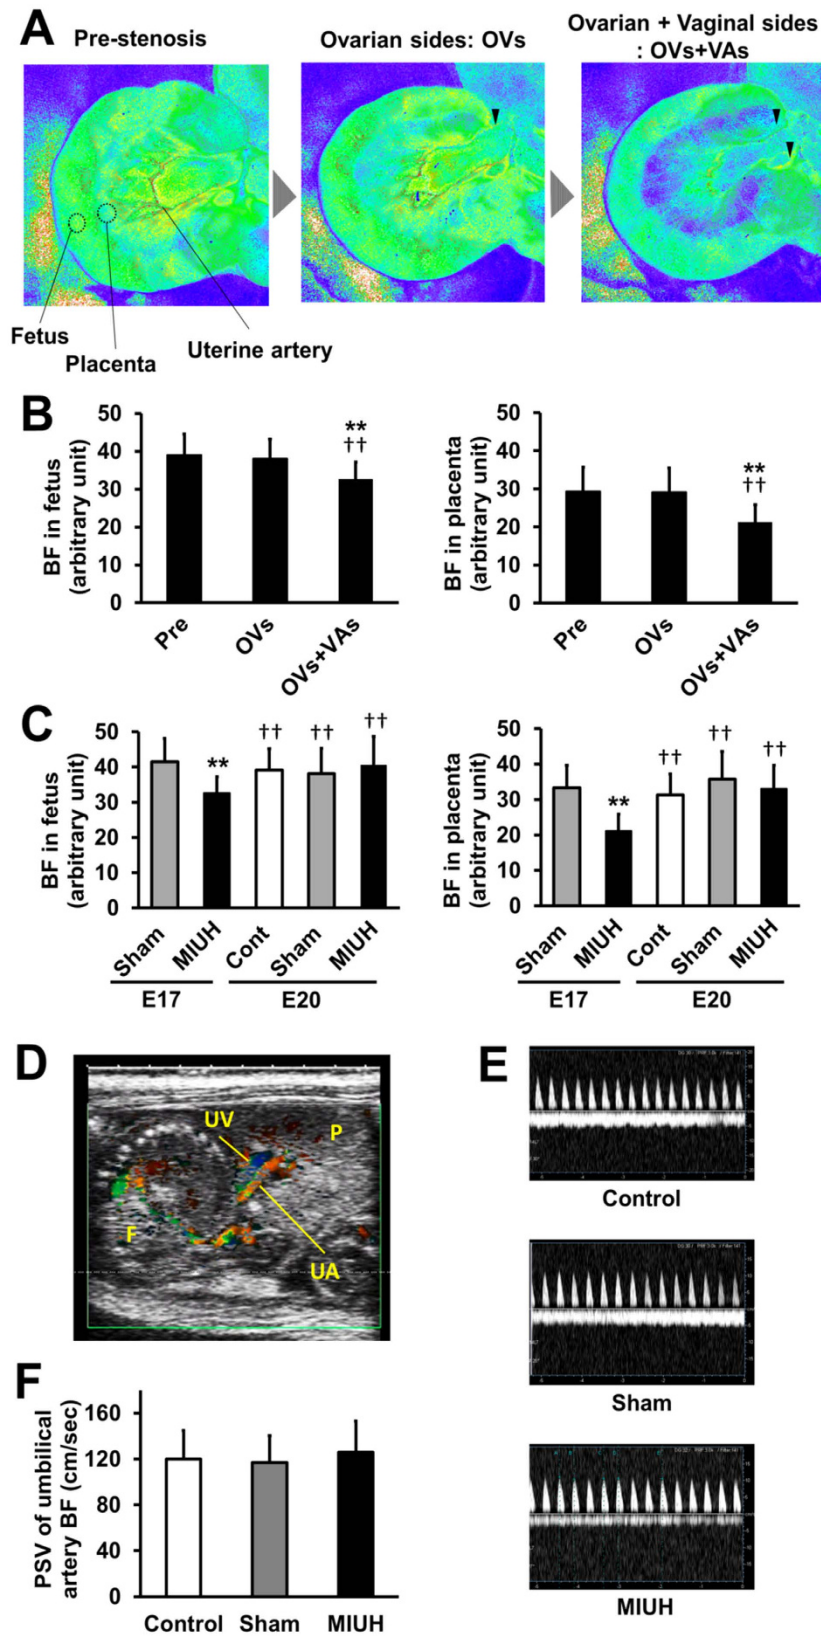 A
Pre-stenosis
Ovarian sides: OVs
Ovarian + Vaginal sides
: OVs+VAs
Fetus
Placenta
Uterine artery
B
BF in fetus
(arbitrary unit)
50
40
30
20
10
0
**
††
Pre
OVs
OVs+VAs
BF in placenta
(arbitrary unit)
50
40
30
20
10
0
**
††
Pre
OVs
OVs+VAs
C
BF in fetus
(arbitrary unit)
50
40
30
20
10
0
**
††
††
††
Sham
MIUH
Cont
Sham
MIUH
E17
E20
BF in placenta
(arbitrary unit)
50
40
30
20
10
0
**
††
††
††
Sham
MIUH
Cont
Sham
MIUH
E17
E20
D
UV
P
F
UA
E
Control
Sham
MIUH
F
PSV of umbilical
artery BF (cm/sec)
160
120
80
40
0
Control
Sham
MIUH